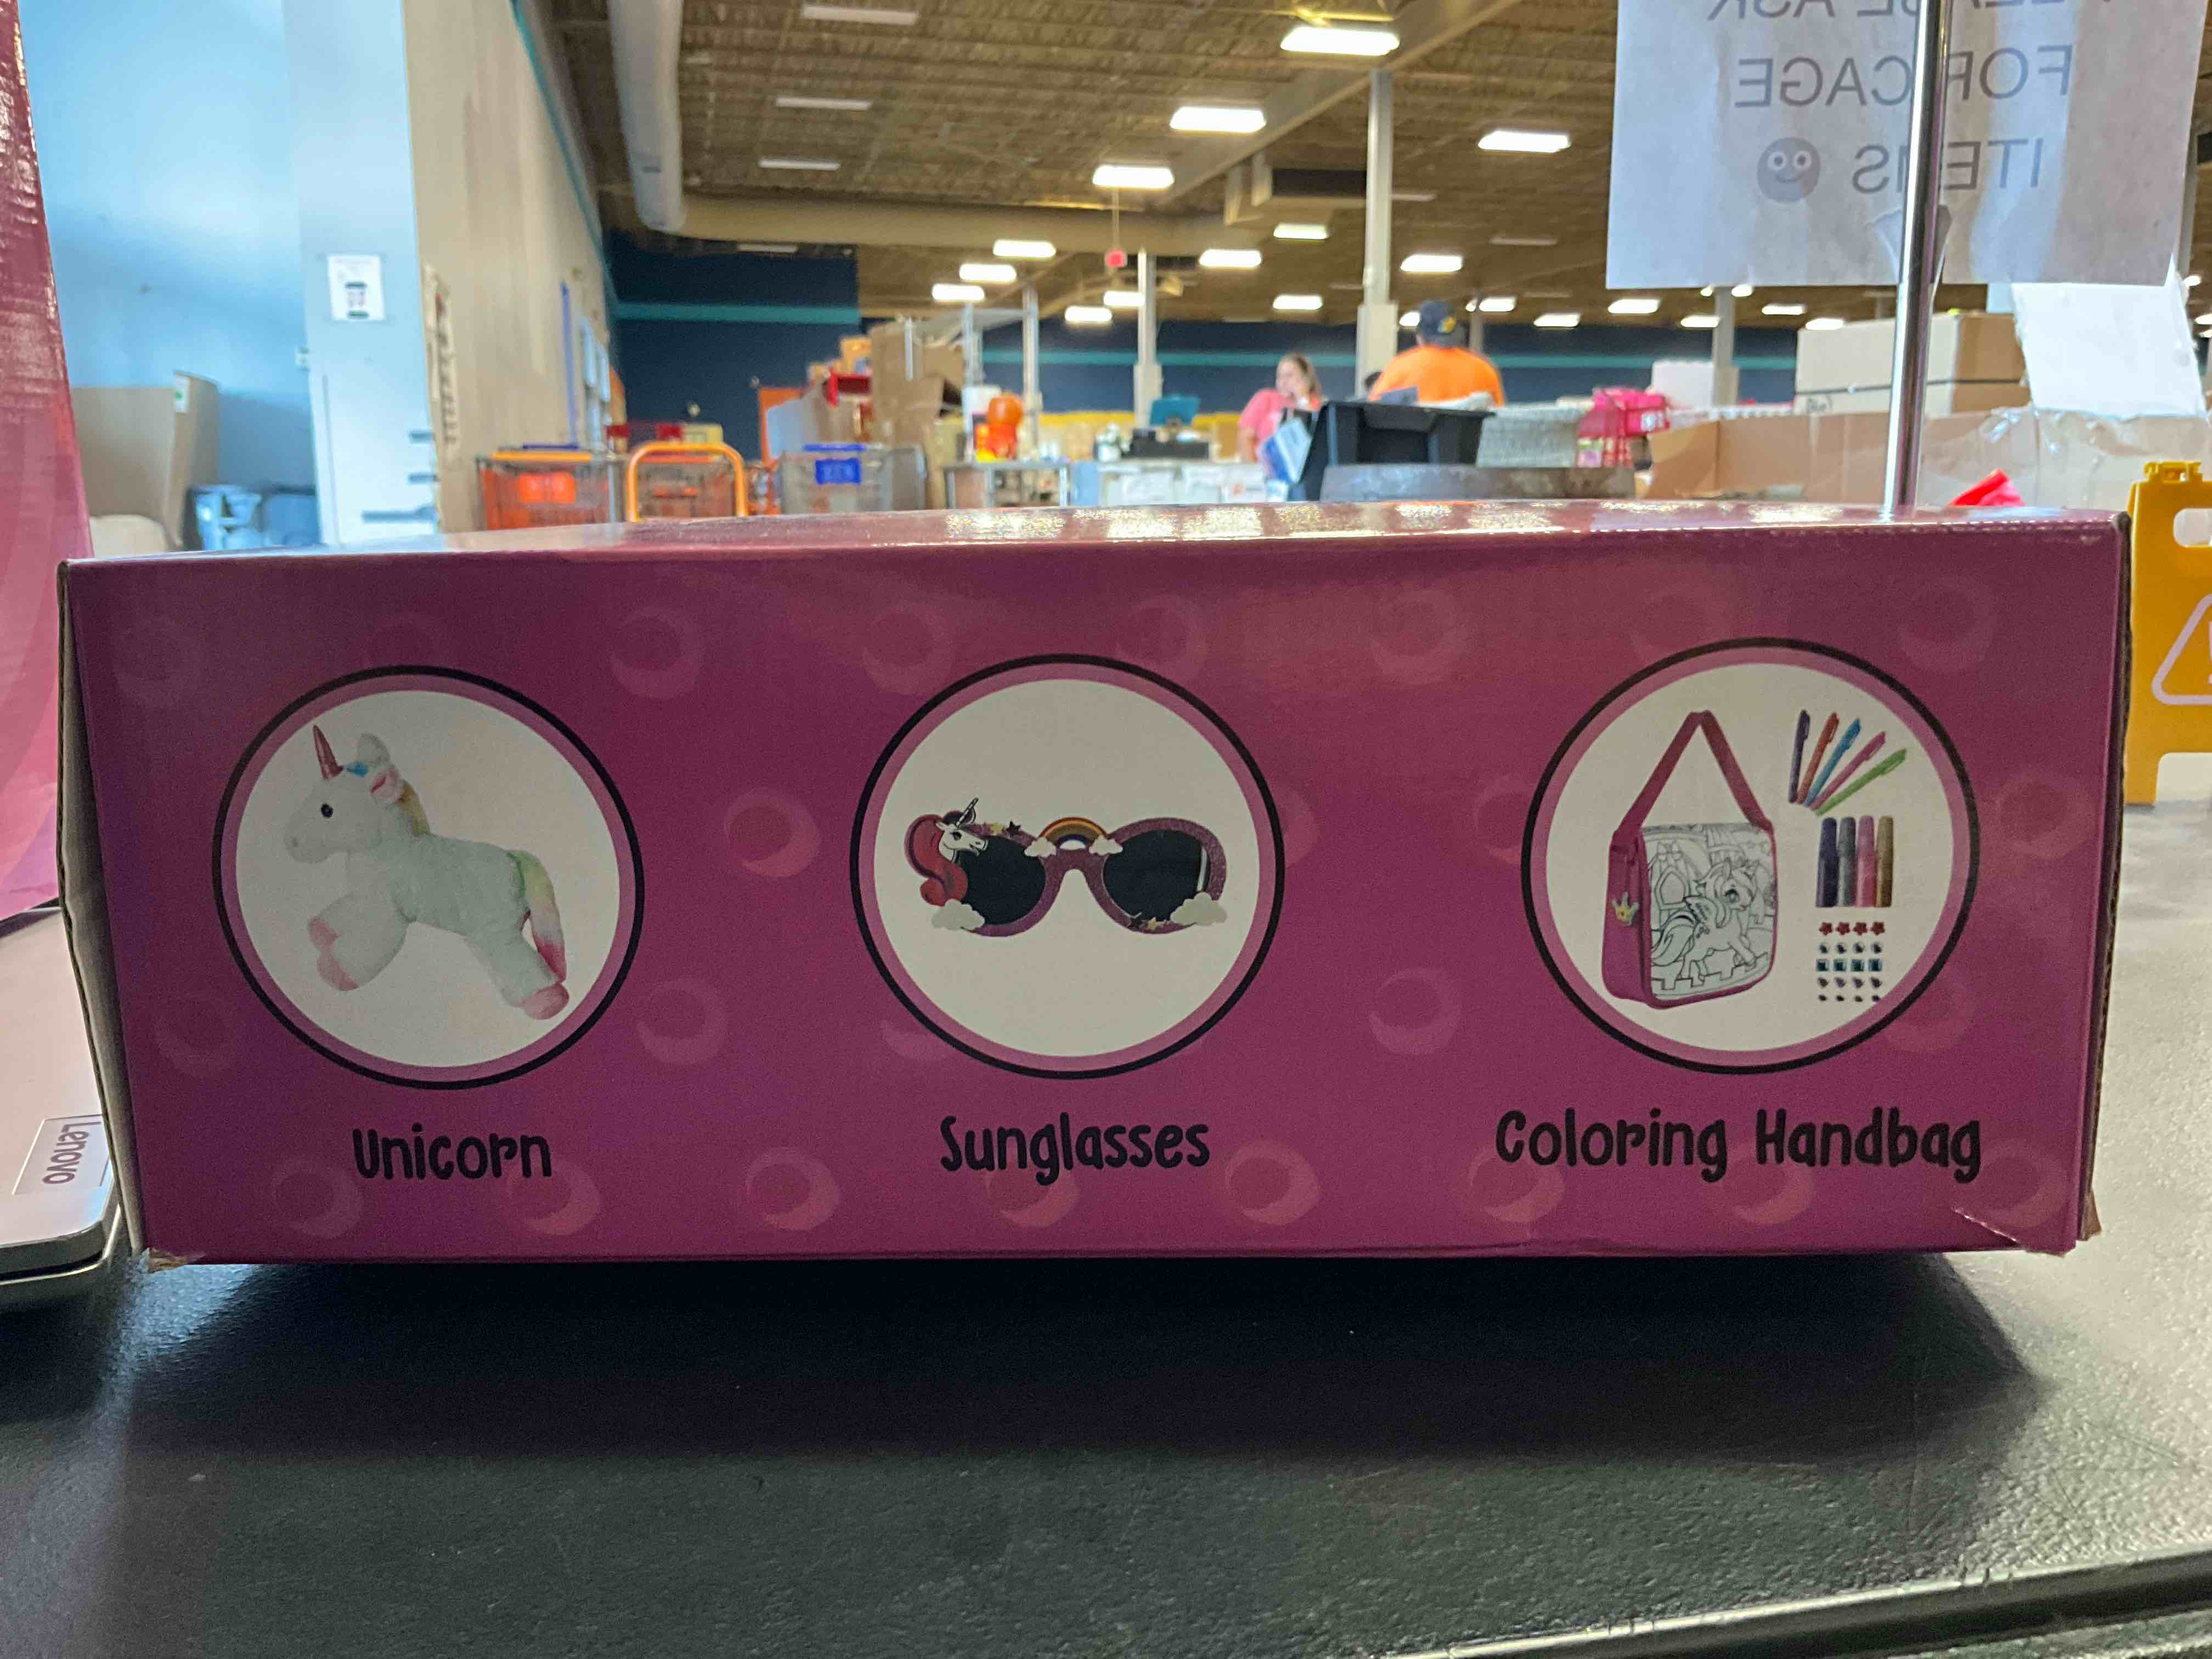 FOR CAGE
ITEMS
Unicorn
Sunglasses
Coloring Handbag
Lenovo